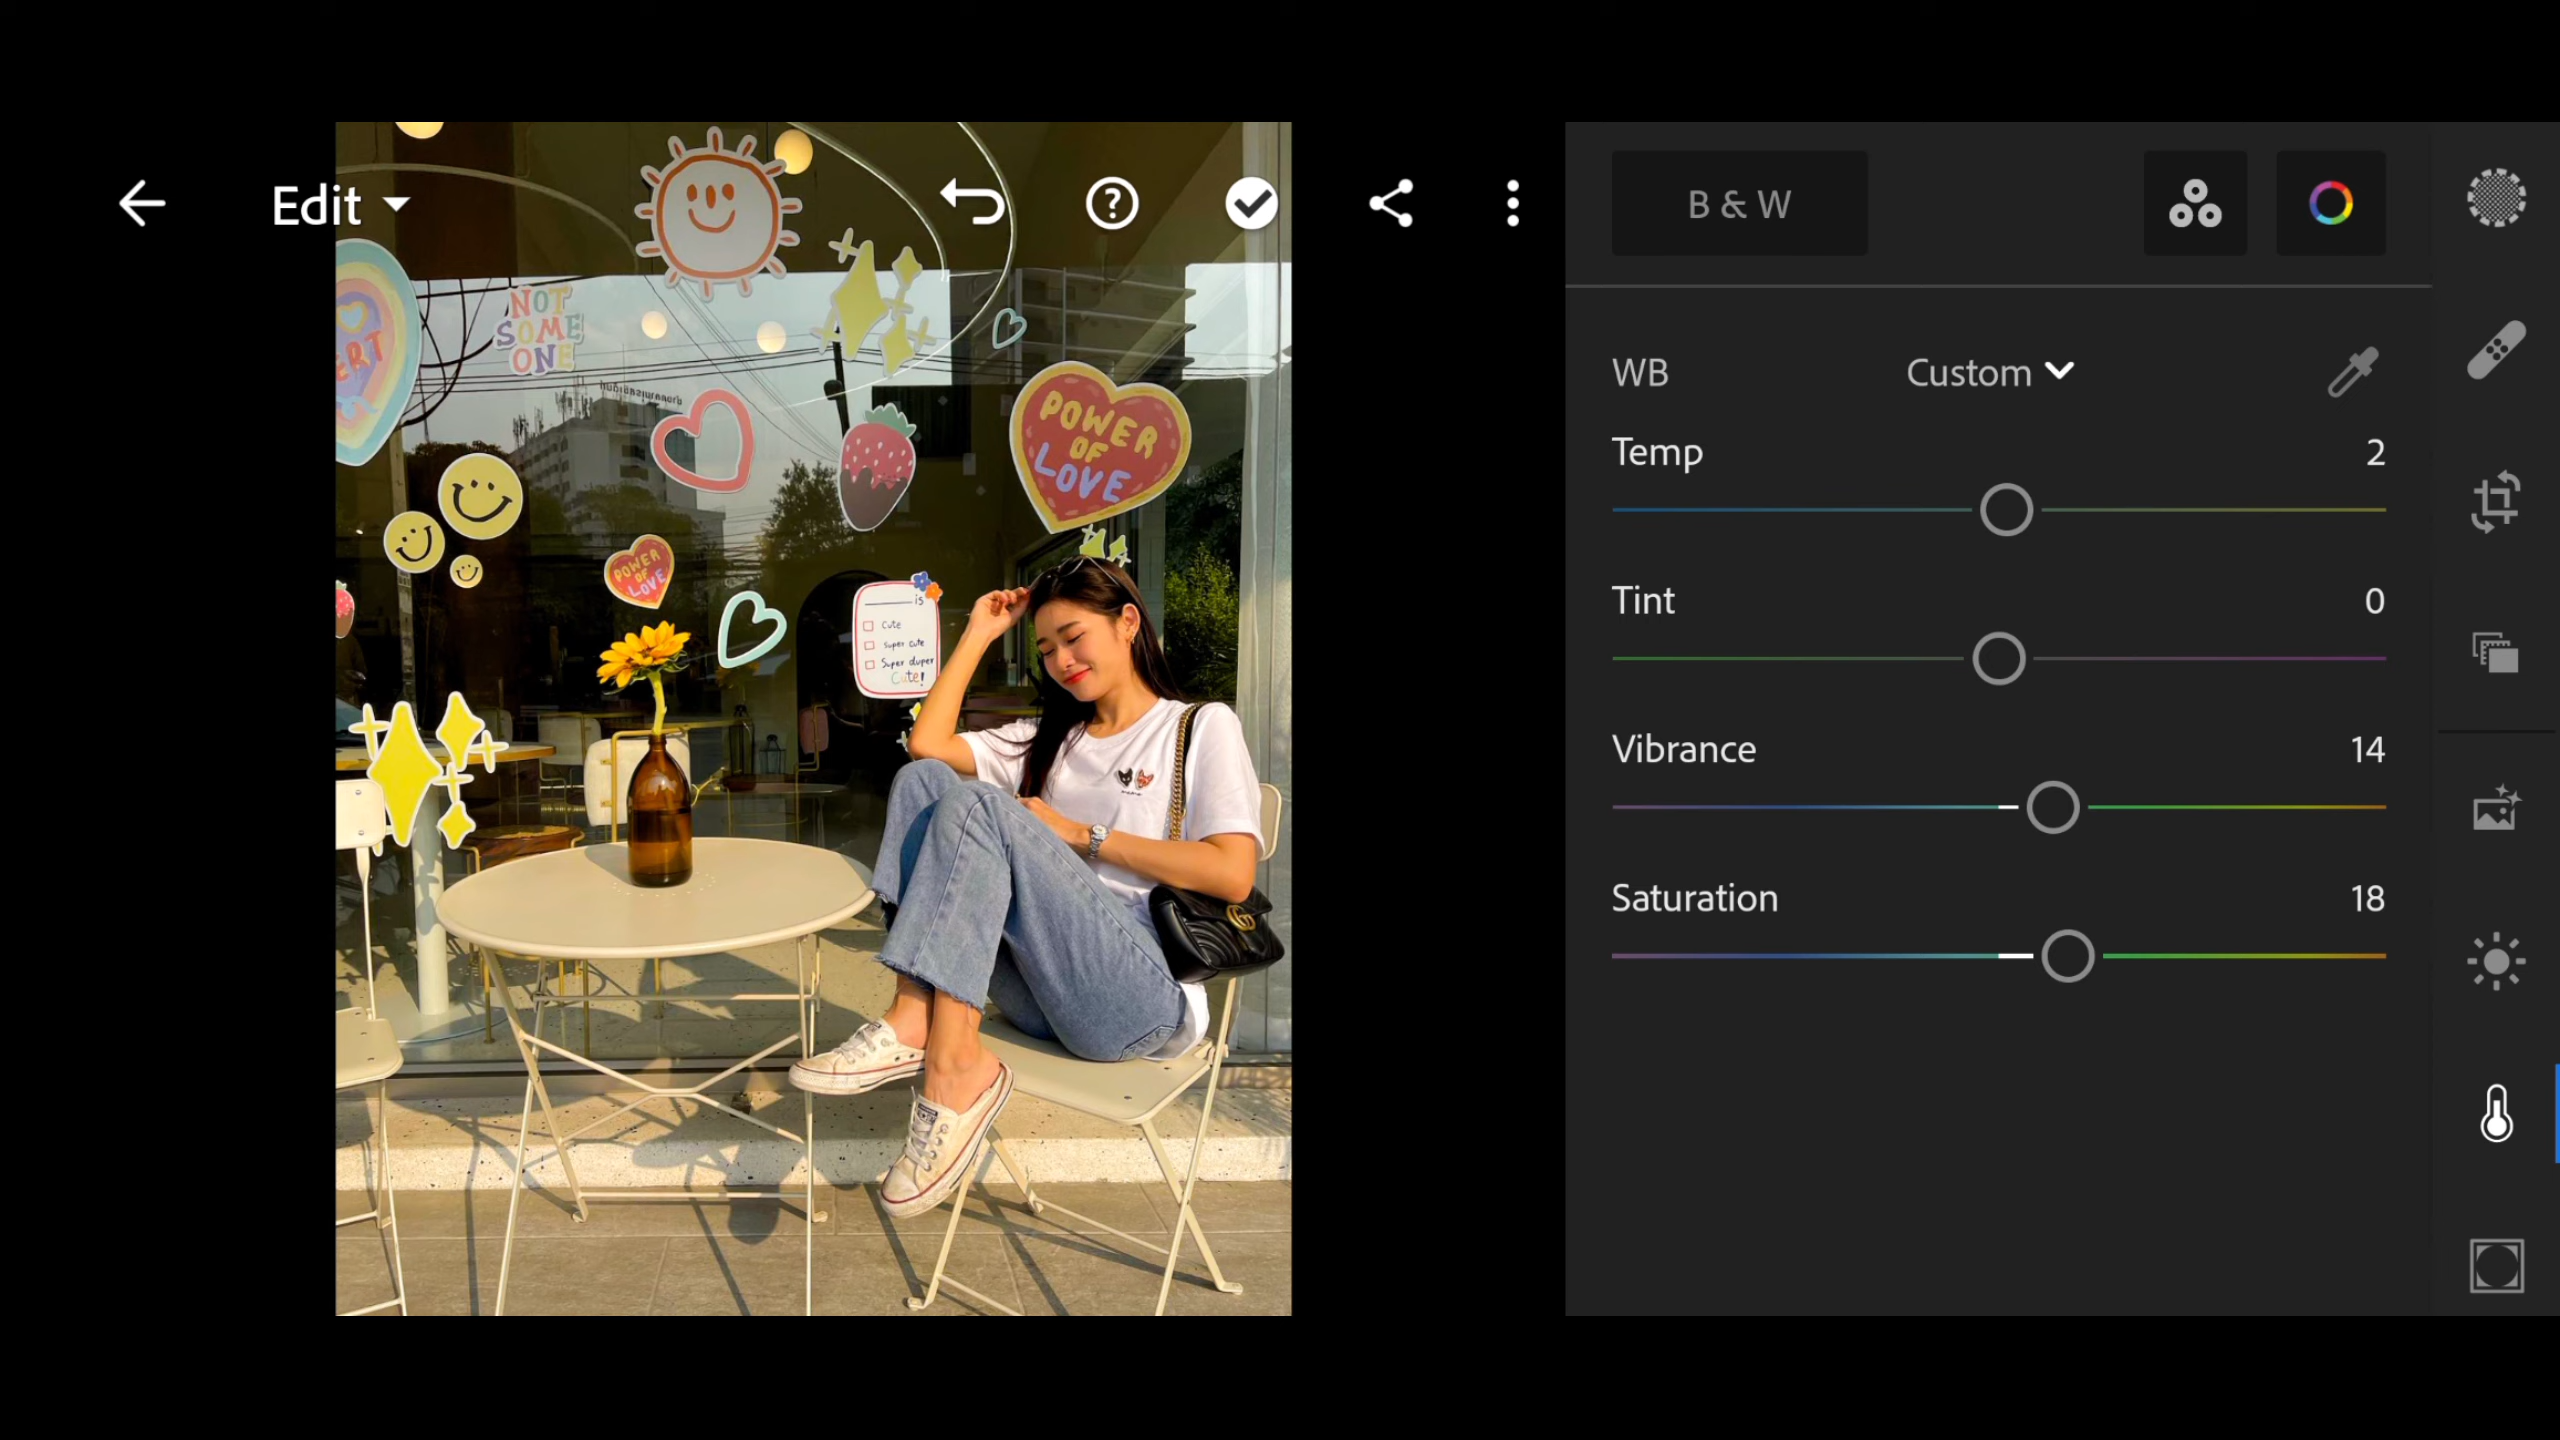 Edit
B & W
WB
Custom
Temp
2
Tint
0
Vibrance
14
Saturation
18
NOT
SOME
ONE
POWER
OF
LOVE
POWER
OF
LOVE
is
Cute
Super cute
Super duper
Cute!